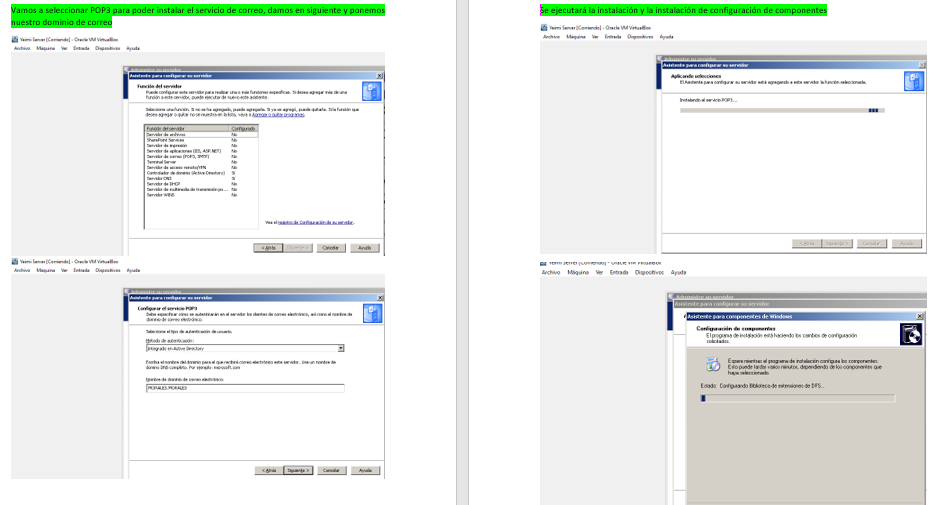 Vamos a seleccionar POP3 para poder instalar el servicio de correo, damos en siguiente y ponemos
nuestro dominio de correo
Yeimi Server [Corriendo] - Oracle VM VirtualBox
Archivo Máquina Ver Entrada Dispositivos Ayuda
Administre su servidor
Asistente para configurar su servidor
Función del servidor
Puede configurar este servidor para realizar una o más funciones específicas. Si desea agregar más de una
función a este servidor, puede ejecutar de nuevo este asistente.
Seleccione una función. Si no se ha agregado, puede agregarla. Si ya se agregó, puede quitarla. Si la función que
desea agregar o quitar no se muestra en la lista, vaya a Agregar o quitar programas.
Función del servidor Configurado
Servidor de archivos No
SharePoint Services No
Servidor de impresión No
Servidor de aplicaciones (IIS, ASP.NET) No
Servidor de correo (POP3, SMTP) No
Terminal Server No
Servidor de acceso remoto/VPN No
Controlador de dominio (Active Directory) Sí
Servidor DNS Sí
Servidor de DHCP No
Servidor de multimedia de transmisión po... No
Servidor WINS No
Vea el registro de Configuración de su servidor.
< Atrás Siguiente > Cancelar Ayuda
Yeimi Server [Corriendo] - Oracle VM VirtualBox
Archivo Máquina Ver Entrada Dispositivos Ayuda
Administre su servidor
Asistente para configurar su servidor
Configurar el servicio POP3
Debe especificar cómo se autenticarán en el servidor los clientes de correo electrónico, así como el nombre de
dominio de correo electrónico.
Seleccione el tipo de autenticación de usuario.
Método de autenticación:
Integrado en Active Directory
Escriba el nombre del dominio para el que recibirá correo electrónico este servidor. Use un nombre de
dominio DNS completo. Por ejemplo: microsoft.com
Nombre de dominio de correo electrónico:
MORALES.MORALES
< Atrás Siguiente > Cancelar Ayuda
Se ejecutará la instalación y la instalación de configuración de componentes
Yeimi Server [Corriendo] - Oracle VM VirtualBox
Archivo Máquina Ver Entrada Dispositivos Ayuda
Administre su servidor
Asistente para configurar su servidor
Aplicando selecciones
El Asistente para configurar su servidor está agregando a este servidor la función seleccionada.
Instalando el servicio POP3...
< Atrás Siguiente > Cancelar Ayuda
Yeimi Server [Corriendo] - Oracle VM VirtualBox
Archivo Máquina Ver Entrada Dispositivos Ayuda
Administre su servidor
Asistente para configurar su servidor
Asistente para componentes de Windows
Configuración de componentes
El programa de instalación está haciendo los cambios de configuración
solicitados.
Espere mientras el programa de instalación configura los componentes.
Esto puede tardar varios minutos, dependiendo de los componentes que
haya seleccionado.
Estado: Configurando Biblioteca de extensiones de DFS...